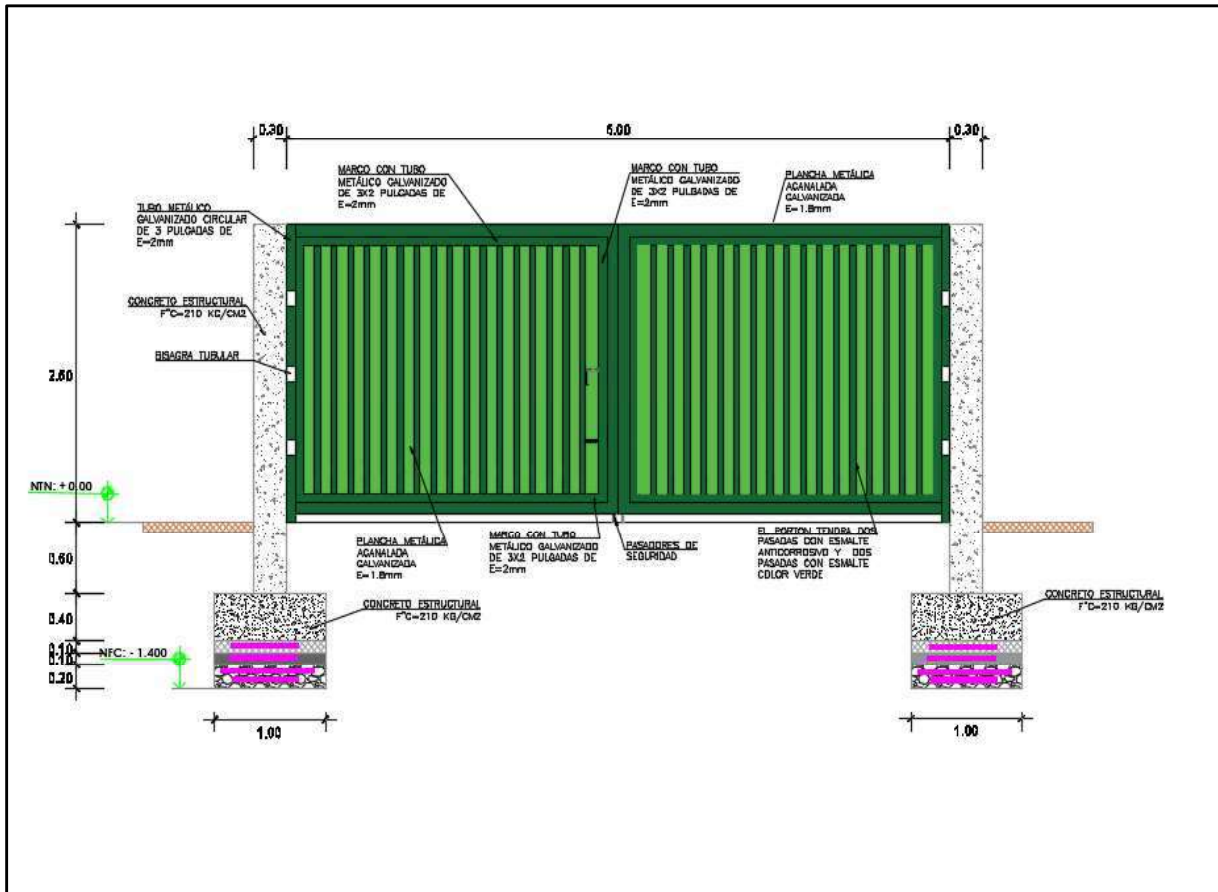 0.30
6.00
0.30
MARCO CON TUBO
METÁLICO GALVANIZADO
DE 3X2 PULGADAS DE
E=2mm
MARCO CON TUBO
METÁLICO GALVANIZADO
DE 3X2 PULGADAS DE
E=2mm
PLANCHA METÁLICA
ACANALADA
GALVANIZADA
E=1.8mm
TUBO METÁLICO
GALVANIZADO CIRCULAR
DE 3 PULGADAS DE
E=2mm
CONCRETO ESTRUCTURAL
F"C=210 KG/CM2
BISAGRA TUBULAR
2.60
NTN: +0.00
PLANCHA METÁLICA
ACANALADA
GALVANIZADA
E=1.8mm
MARCO CON TUBO
METÁLICO GALVANIZADO
DE 3X2 PULGADAS DE
E=2mm
PASADORES DE
SEGURIDAD
EL PORTON TENDRA DOS
PASADAS CON ESMALTE
ANTICORROSIVO Y DOS
PASADAS CON ESMALTE
COLOR VERDE
0.60
CONCRETO ESTRUCTURAL
F"C=210 KG/CM2
CONCRETO ESTRUCTURAL
F"C=210 KG/CM2
0.40
0.10
0.10
NFC: -1.400
0.20
1.00
1.00